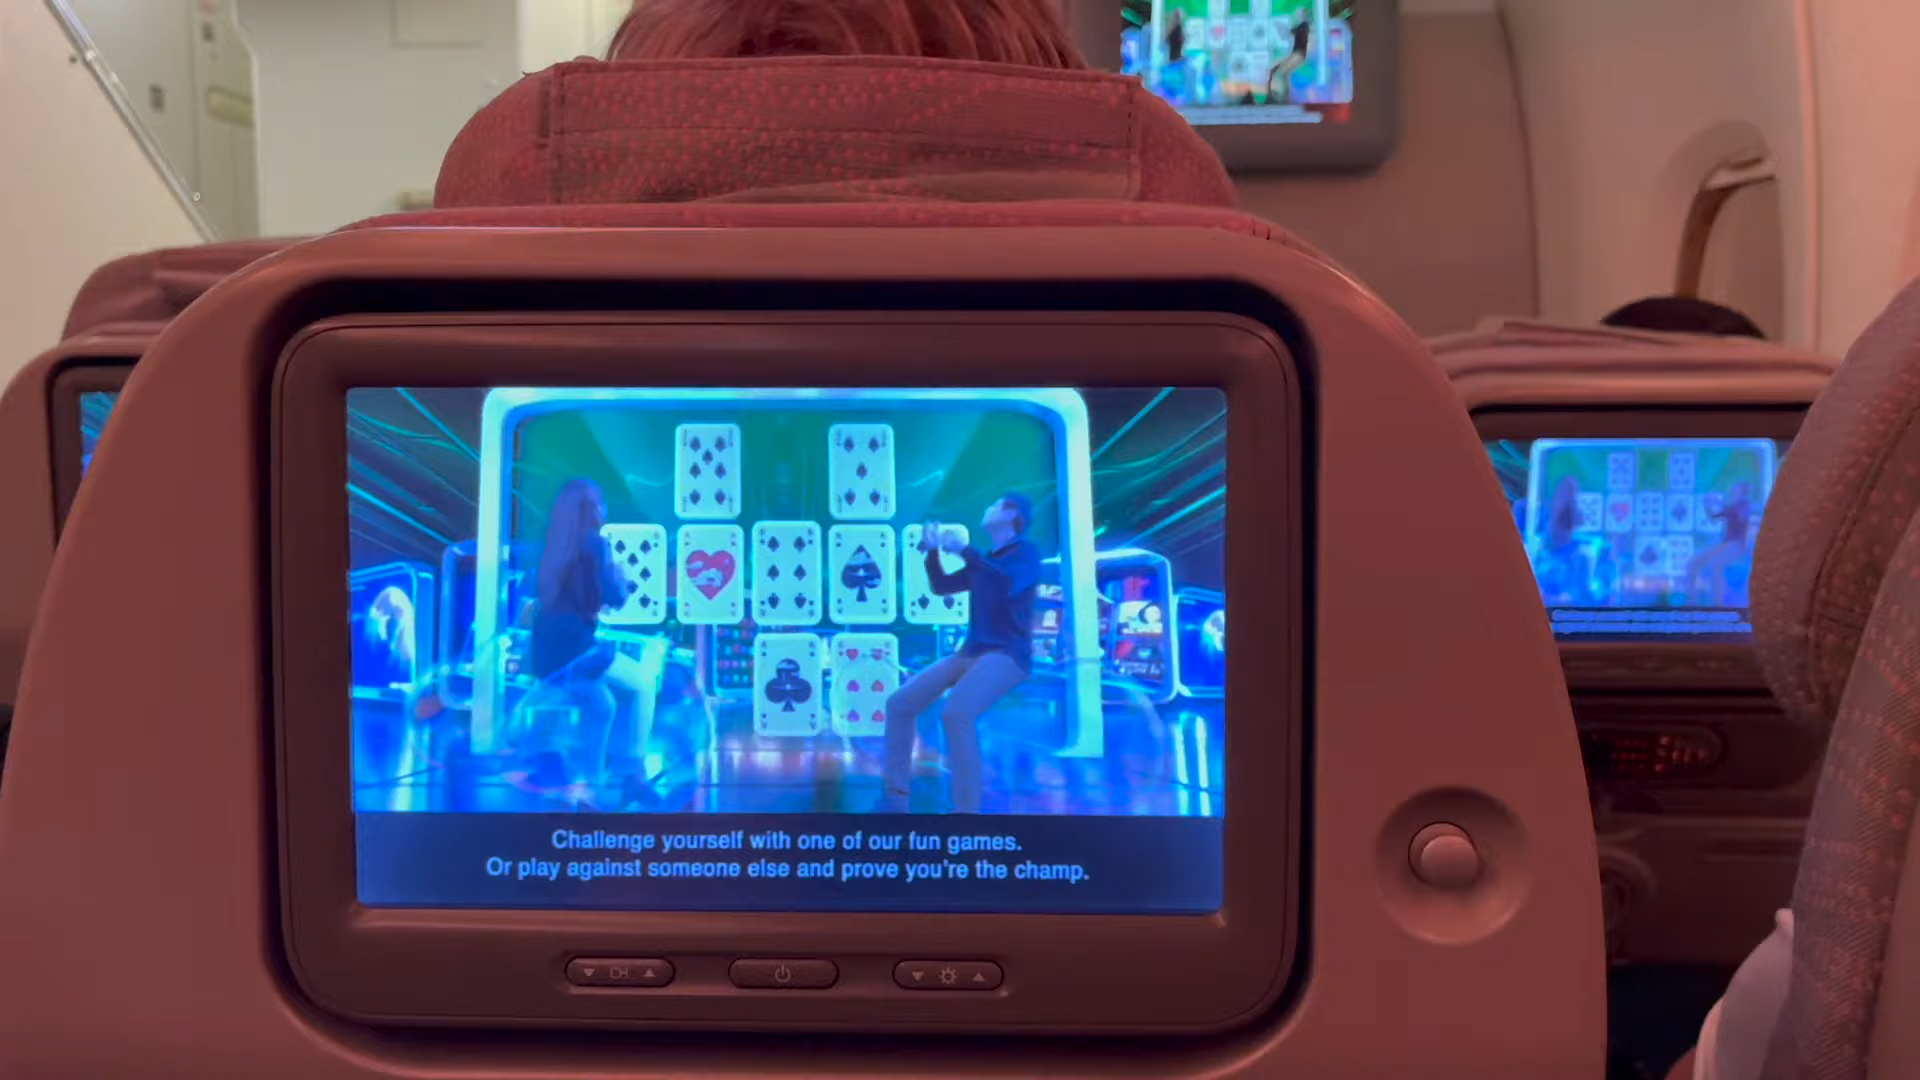 Challenge yourself with one of our fun games.
Or play against someone else and prove you're the champ.
CH